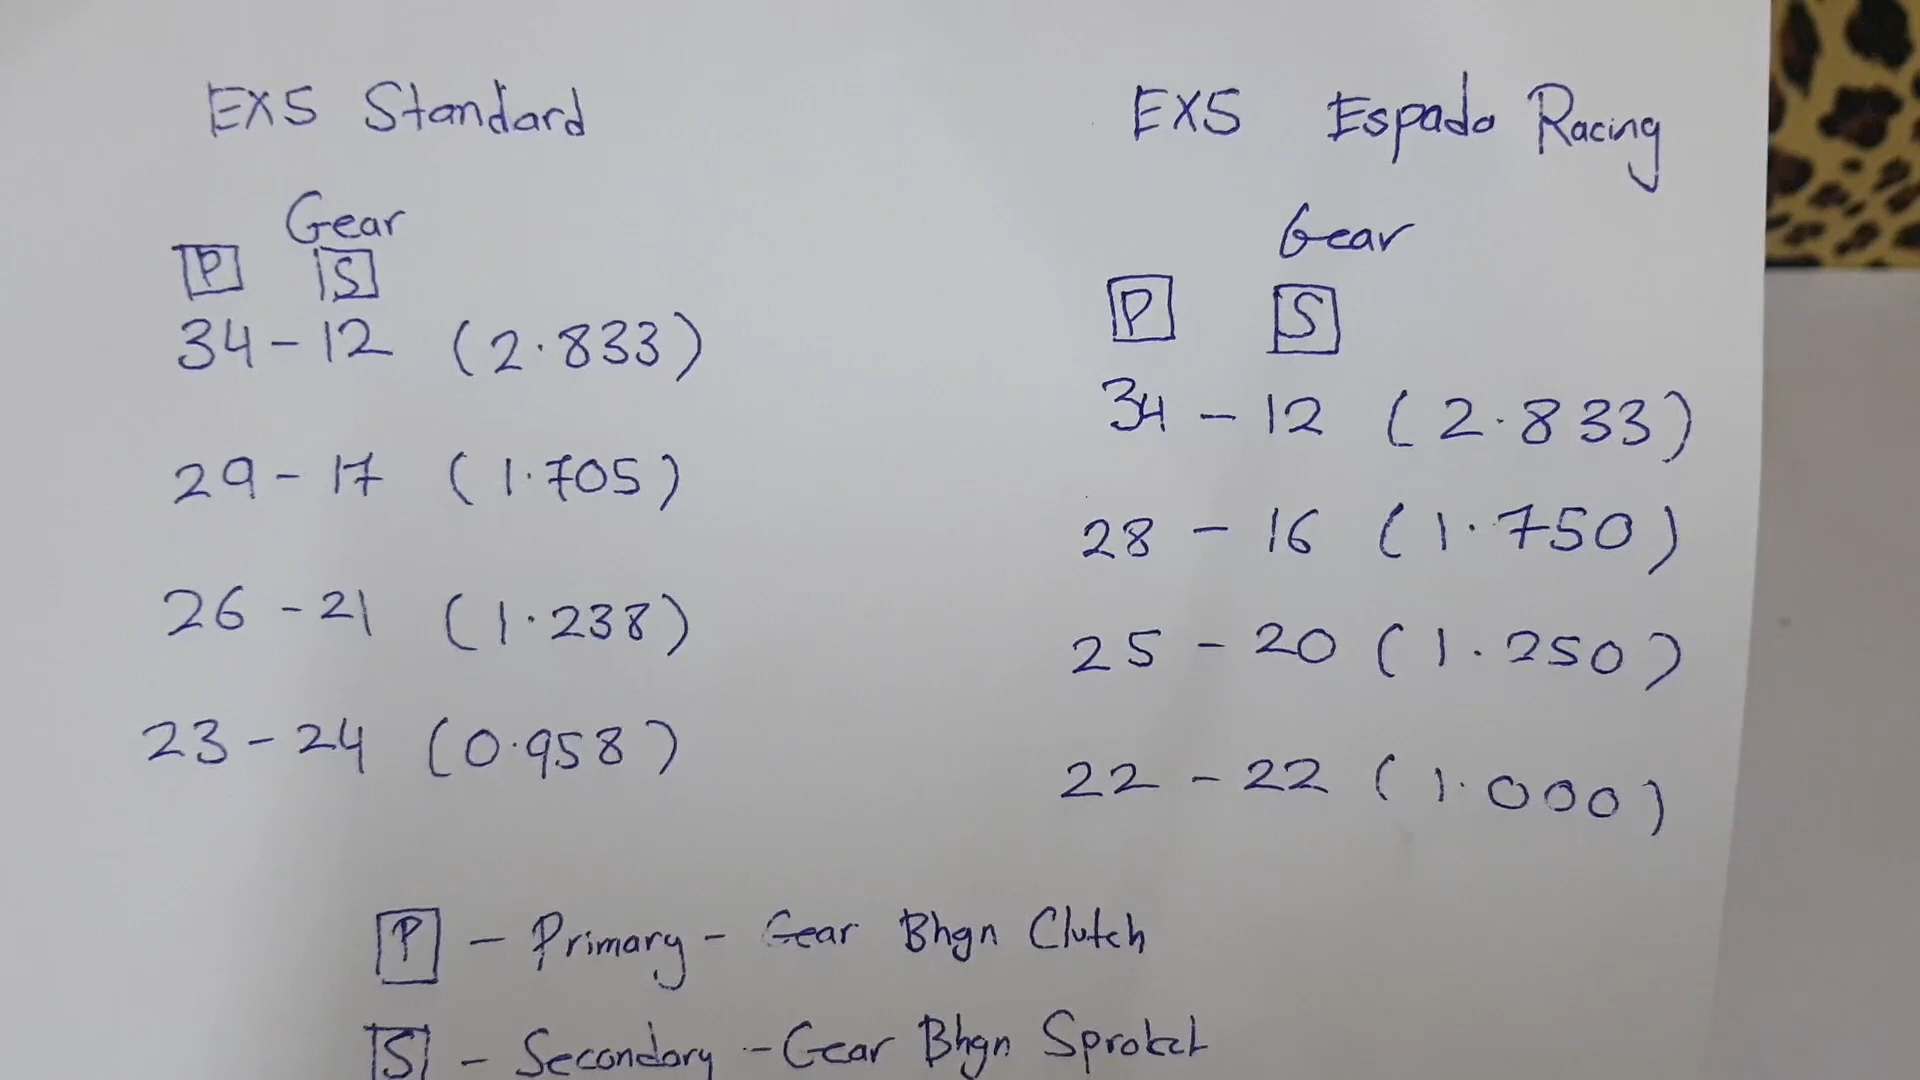 EX5 Standard
Gear
P S
34 - 12 (2.833)
29 - 17 (1.705)
26 - 21 (1.238)
23 - 24 (0.958)
EX5 Espada Racing
Gear
P S
34 - 12 (2.833)
28 - 16 (1.750)
25 - 20 (1.250)
22 - 22 (1.000)
P - Primary - Gear Bhgn Clutch
S - Secondary - Gear Bhgn Sproket